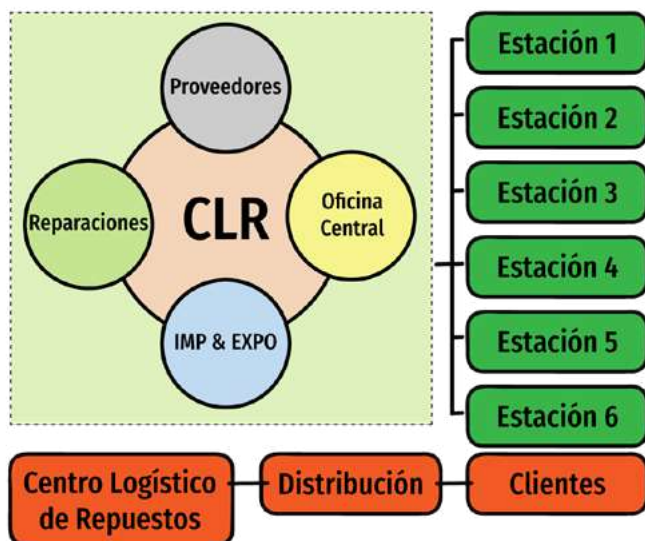 Proveedores
Reparaciones
CLR
Oficina
Central
IMP & EXPO
Estación 1
Estación 2
Estación 3
Estación 4
Estación 5
Estación 6
Centro Logístico
de Repuestos
Distribución
Clientes